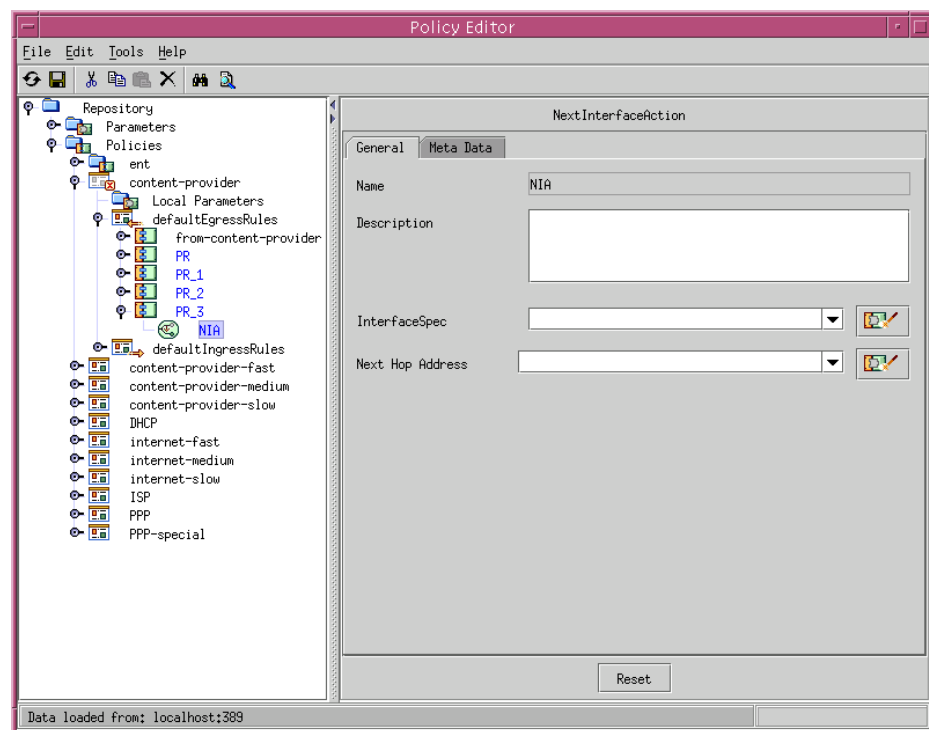 Policy Editor
File Edit Tools Help
Repository
Parameters
Policies
ent
content-provider
Local Parameters
defaultEgressRules
from-content-provider
PR
PR_1
PR_2
PR_3
NIA
defaultIngressRules
content-provider-fast
content-provider-medium
content-provider-slow
DHCP
internet-fast
internet-medium
internet-slow
ISP
PPP
PPP-special
NextInterfaceAction
General Meta Data
Name NIA
Description
InterfaceSpec
Next Hop Address
Reset
Data loaded from: localhost:389